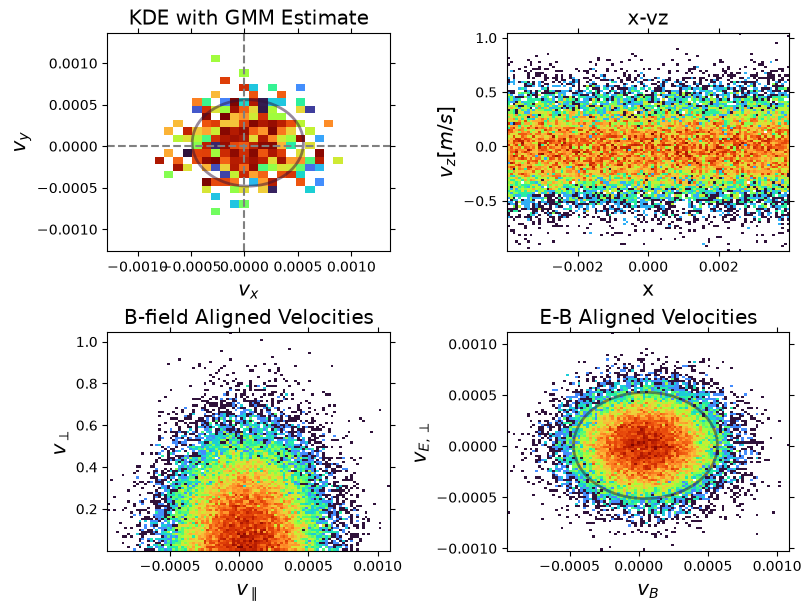 KDE with GMM Estimate
x-vz
0.0010
0.0005
0.0000
−0.0005
−0.0010
v_y
−0.0010
−0.0005
0.0000
0.0005
0.0010
v_x
1.0
0.5
0.0
−0.5
v_z[m/s]
−0.002
0.000
0.002
x
B-field Aligned Velocities
E-B Aligned Velocities
1.0
0.8
0.6
0.4
0.2
v_⊥
−0.0005
0.0000
0.0005
0.0010
v_∥
0.0010
0.0005
0.0000
−0.0005
−0.0010
v_{E, ⊥}
−0.0005
0.0000
0.0005
0.0010
v_B